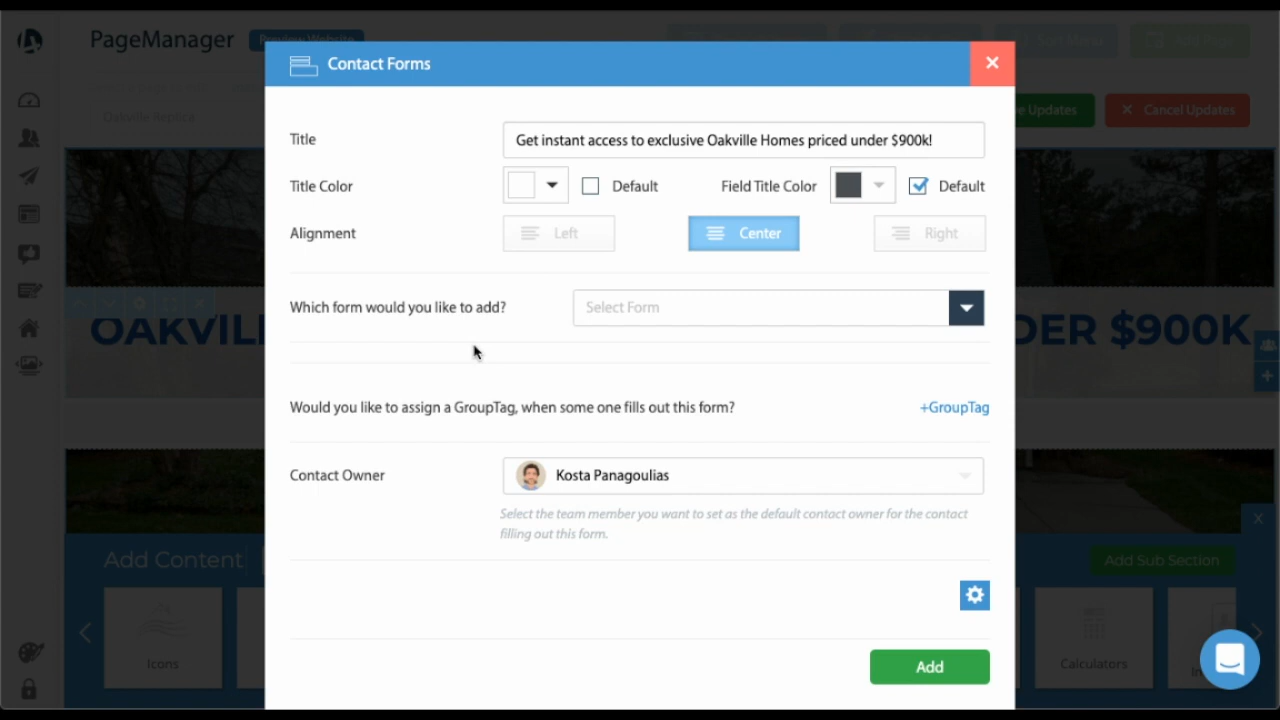 PageManager
Preview Website
Contact Forms
Oakville Replica
Updates
Cancel Updates
Title
Get instant access to exclusive Oakville Homes priced under $900k!
Title Color
Default
Field Title Color
Default
Alignment
Left
Center
Right
Which form would you like to add?
Select Form
$900K
Would you like to assign a GroupTag, when some one fills out this form?
+GroupTag
Contact Owner
Kosta Panagoulias
Select the team member you want to set as the default contact owner for the contact
filling out this form.
Add Content
Add Sub Section
Icons
Calculators
Add